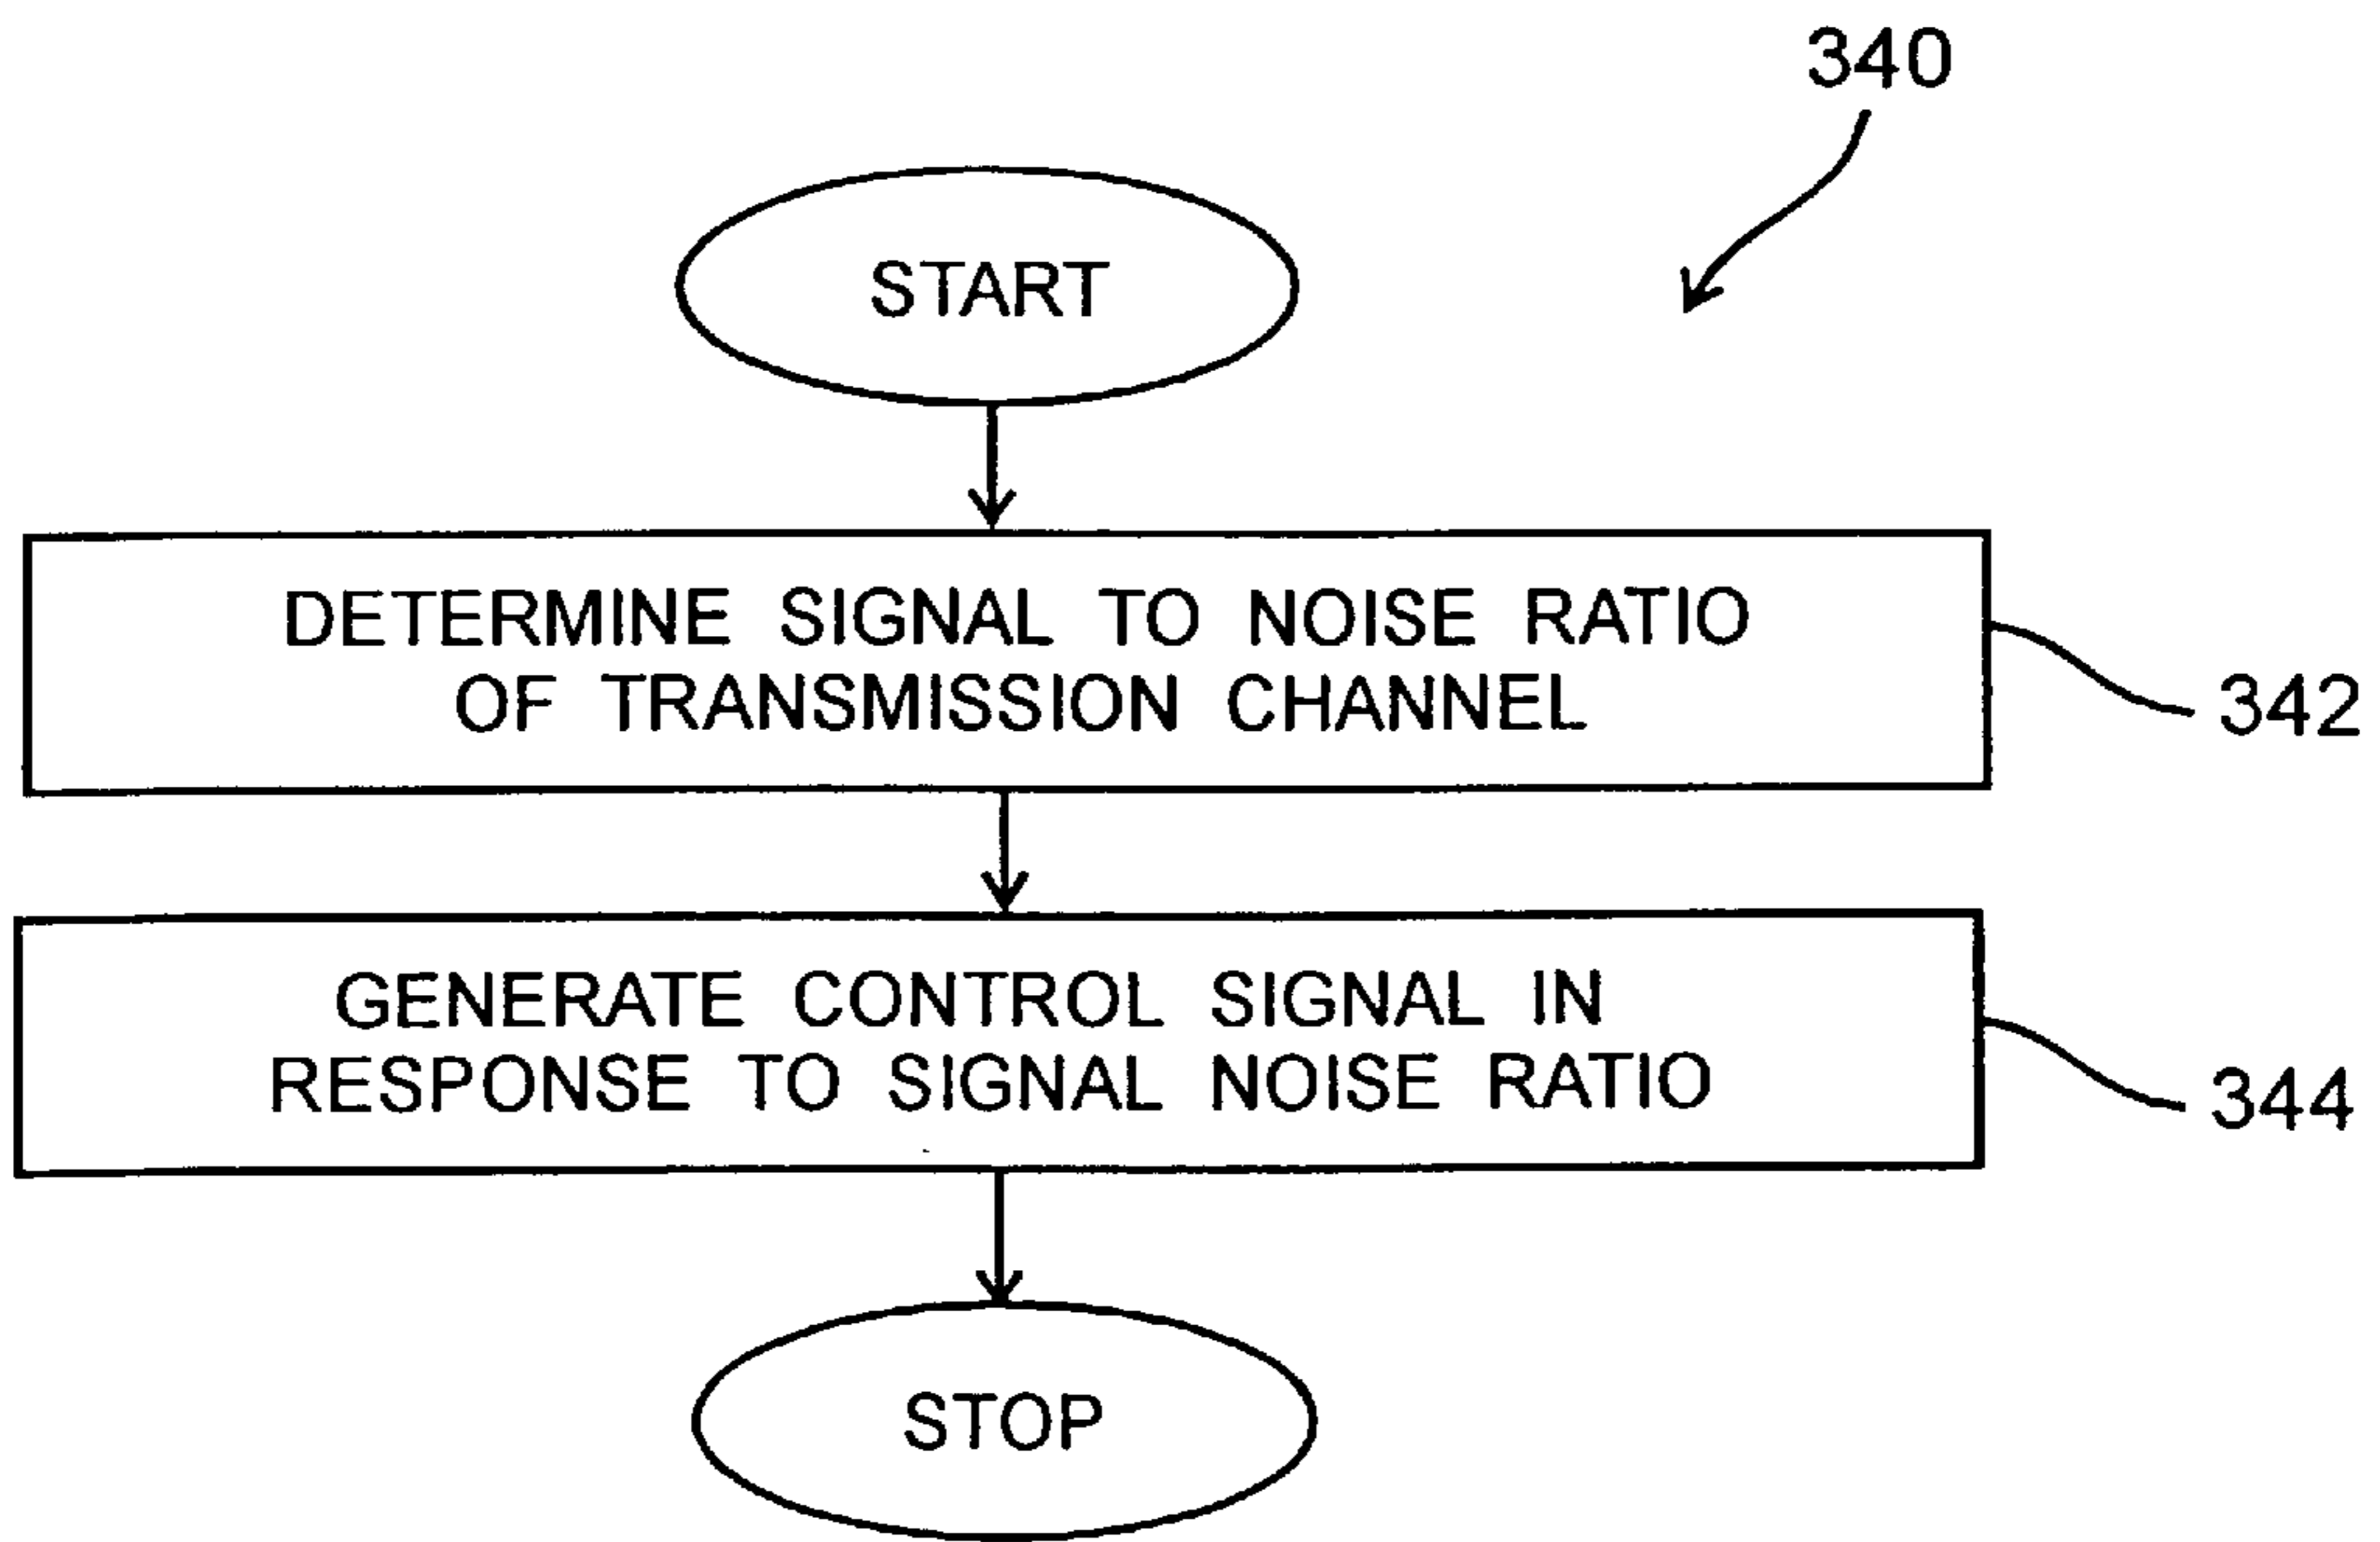 340
START
DETERMINE SIGNAL TO NOISE RATIO
OF TRANSMISSION CHANNEL
342
GENERATE CONTROL SIGNAL IN
RESPONSE TO SIGNAL NOISE RATIO
344
STOP